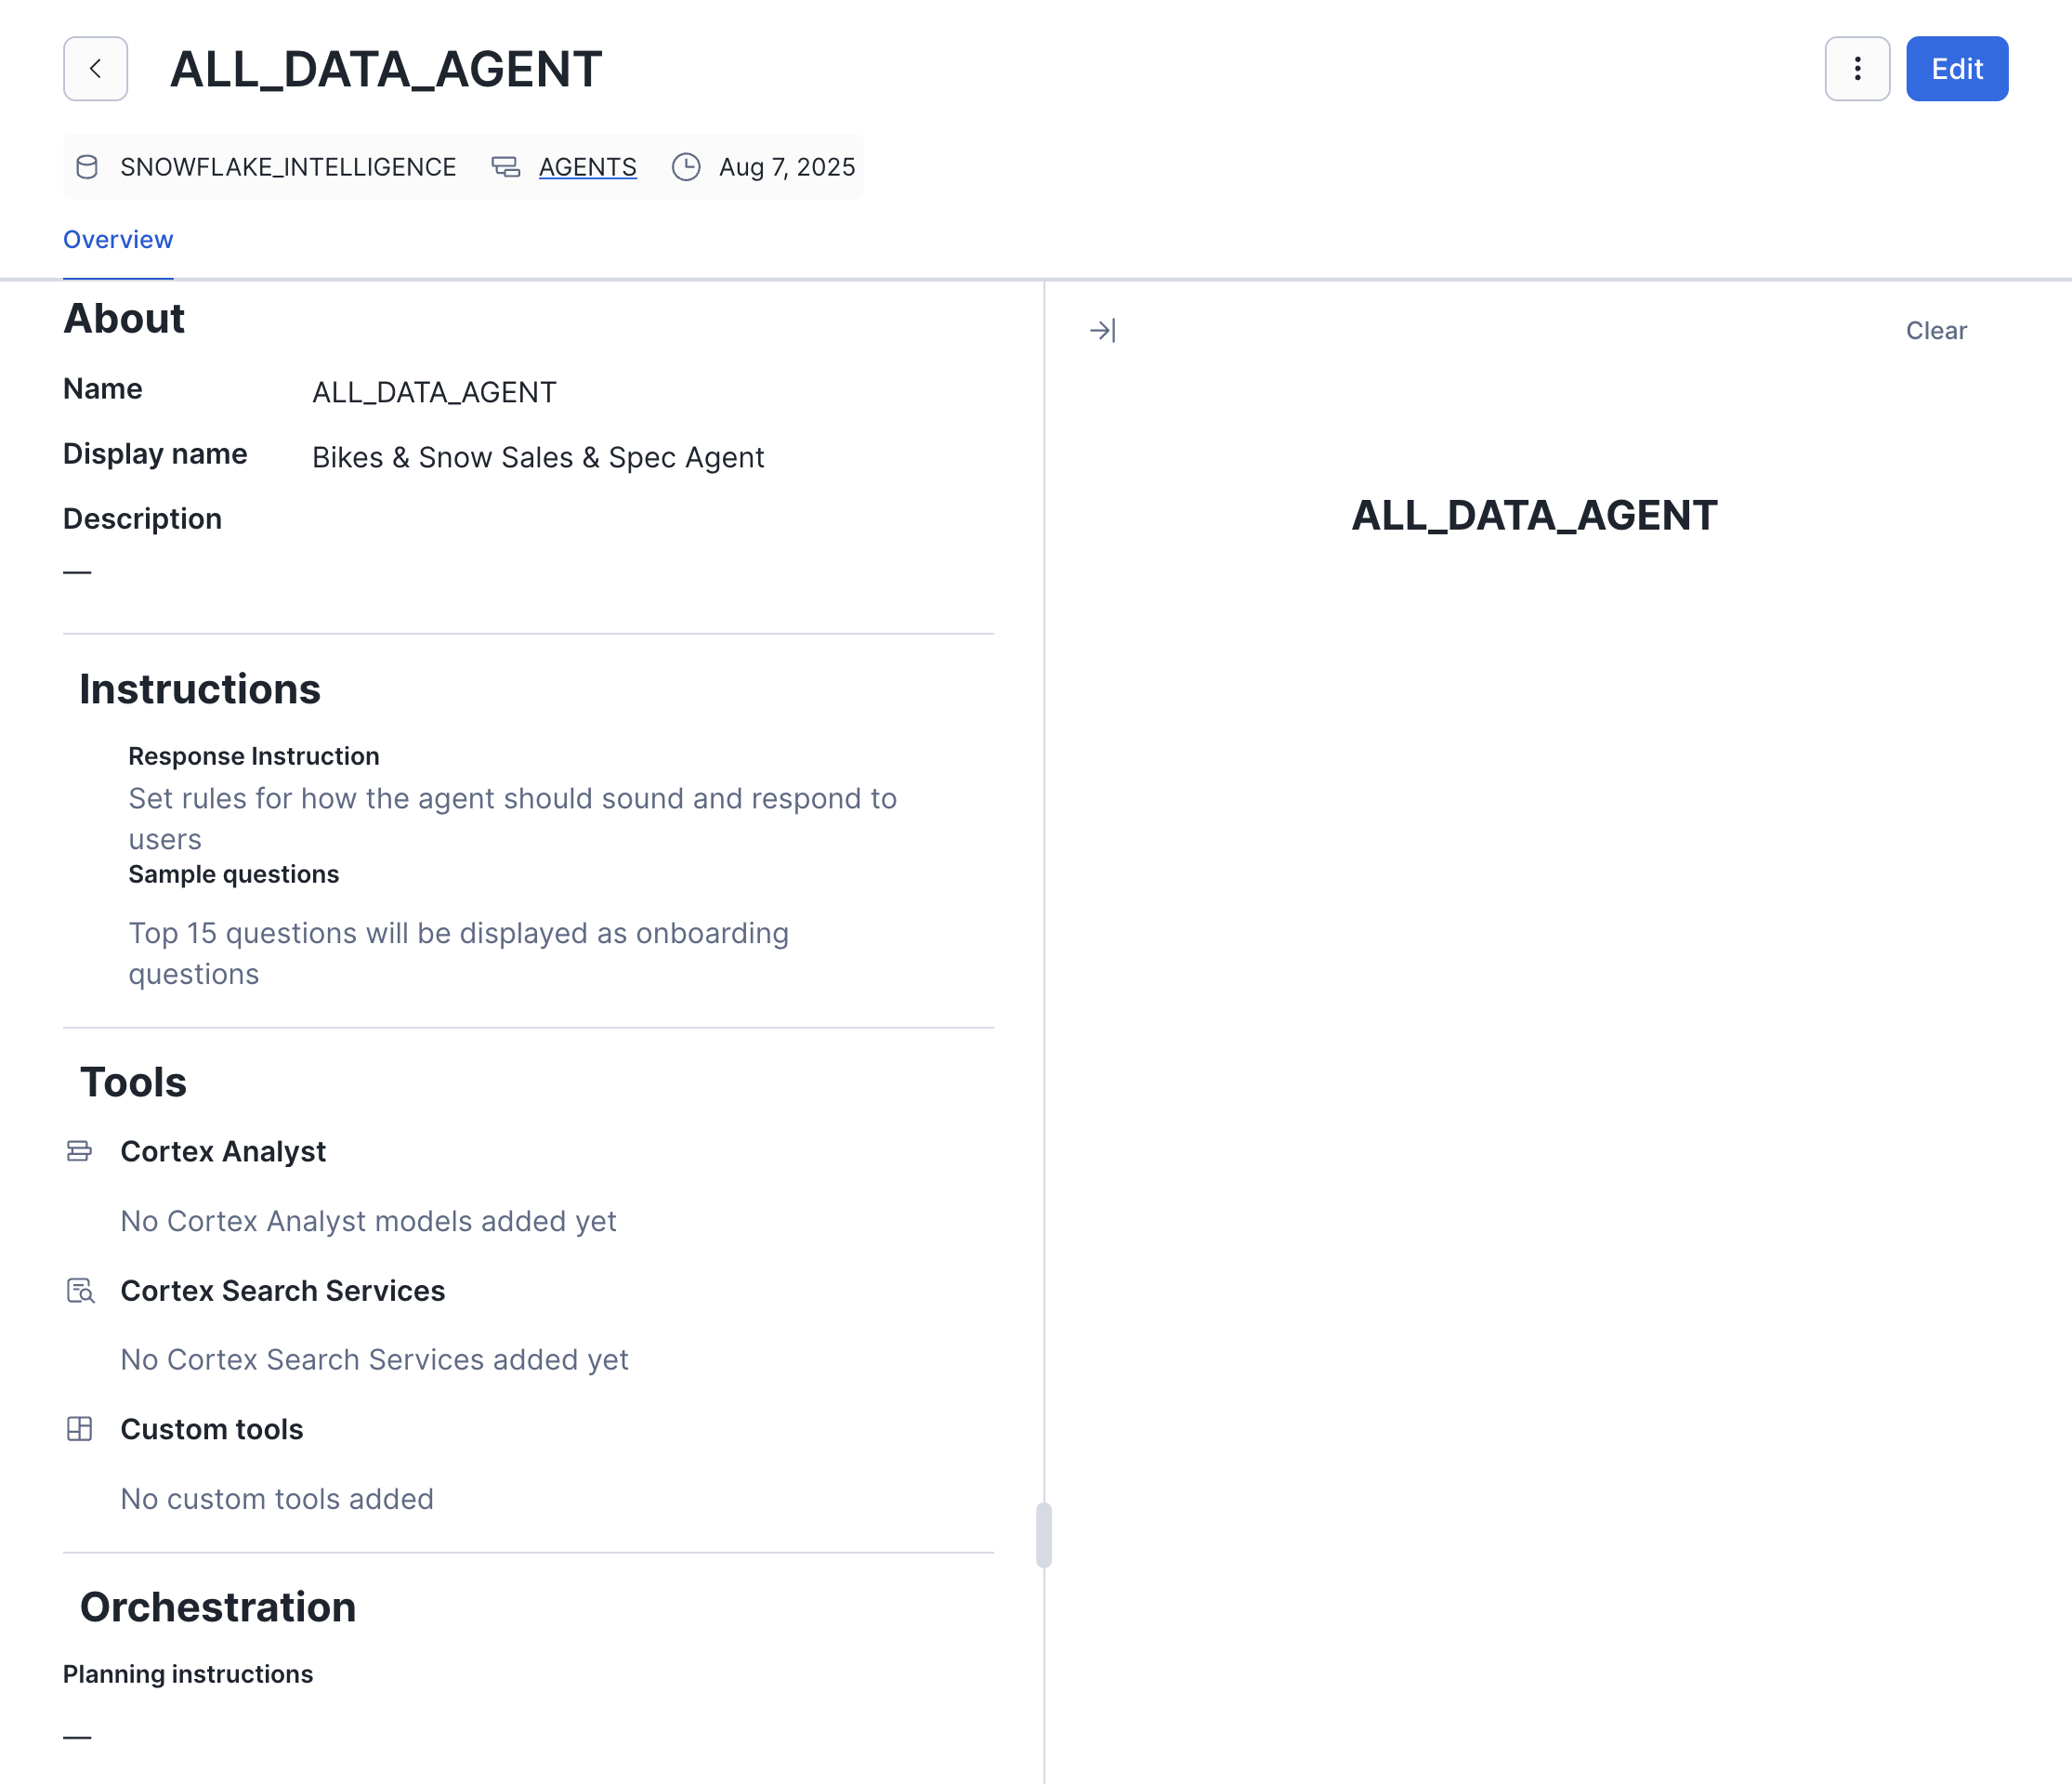 ALL_DATA_AGENT
Edit
SNOWFLAKE_INTELLIGENCE AGENTS Aug 7, 2025
Overview
About
Name ALL_DATA_AGENT
Display name Bikes & Snow Sales & Spec Agent
Description
—
Instructions
Response Instruction
Set rules for how the agent should sound and respond to
users
Sample questions
Top 15 questions will be displayed as onboarding
questions
Tools
Cortex Analyst
No Cortex Analyst models added yet
Cortex Search Services
No Cortex Search Services added yet
Custom tools
No custom tools added
Orchestration
Planning instructions
—
Clear
ALL_DATA_AGENT